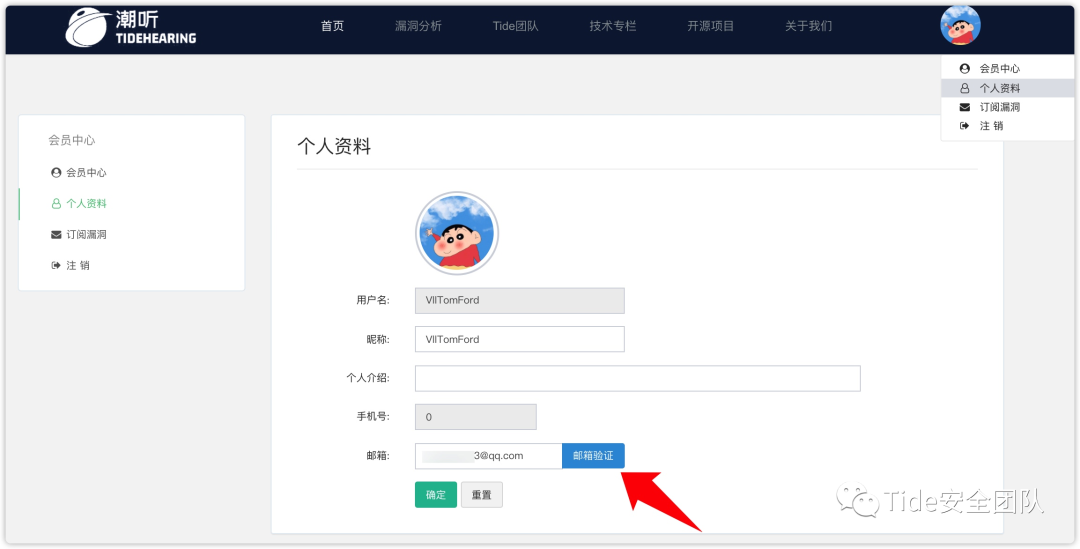 潮听
TIDEHEARING
首页 漏洞分析 Tide团队 技术专栏 开源项目 关于我们
会员中心
个人资料
订阅漏洞
注 销
会员中心
会员中心
个人资料
订阅漏洞
注 销
个人资料
用户名: VIITomFord
昵称: VIITomFord
个人介绍:
手机号: 0
邮箱: 3@qq.com 邮箱验证
确定 重置
Tide安全团队